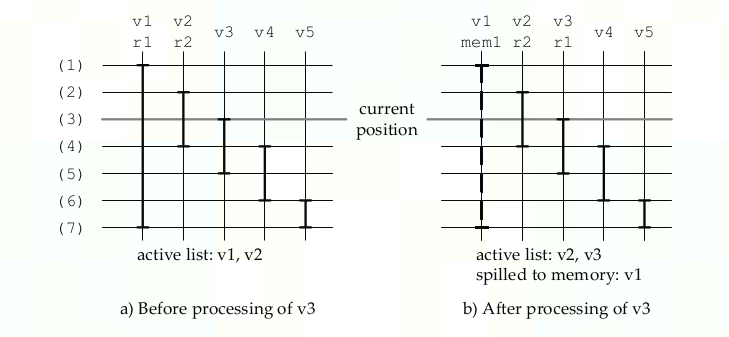 v1 v2 v3 v4 v5
r1 r2
(1)
(2)
(3)
(4)
(5)
(6)
(7)
active list: v1, v2
a) Before processing of v3
current
position
v1 v2 v3 v4 v5
mem1 r2 r1
active list: v2, v3
spilled to memory: v1
b) After processing of v3